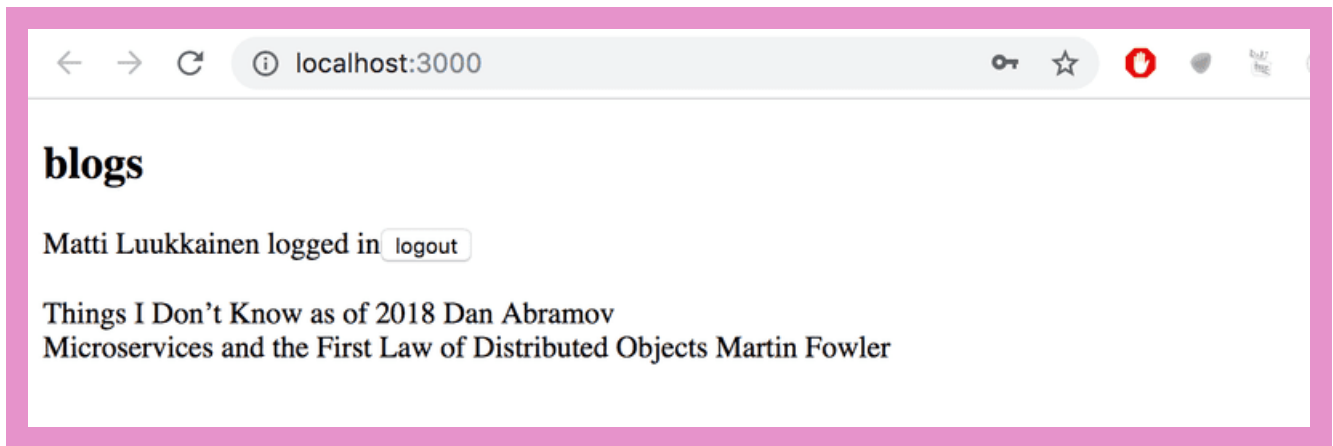 localhost:3000
blogs
Matti Luukkainen logged in logout
Things I Don’t Know as of 2018 Dan Abramov
Microservices and the First Law of Distributed Objects Martin Fowler